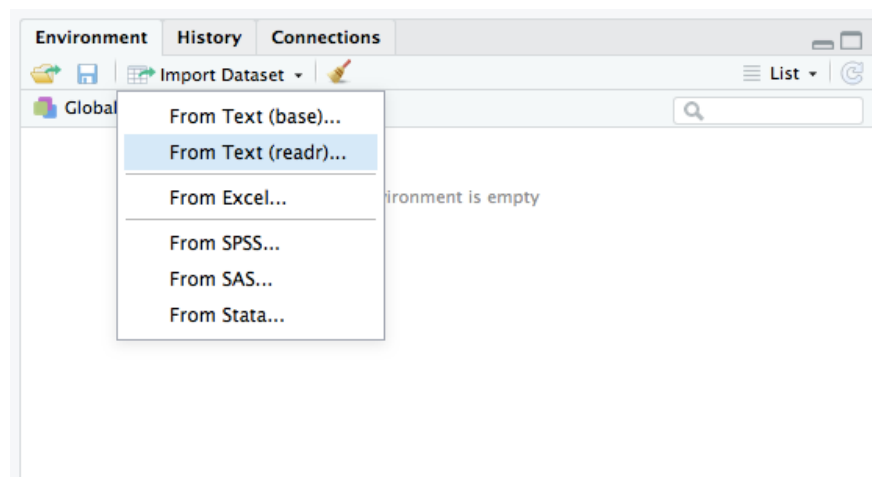 Environment History Connections
Import Dataset List
Global
From Text (base)...
From Text (readr)...
From Excel...
ironment is empty
From SPSS...
From SAS...
From Stata...